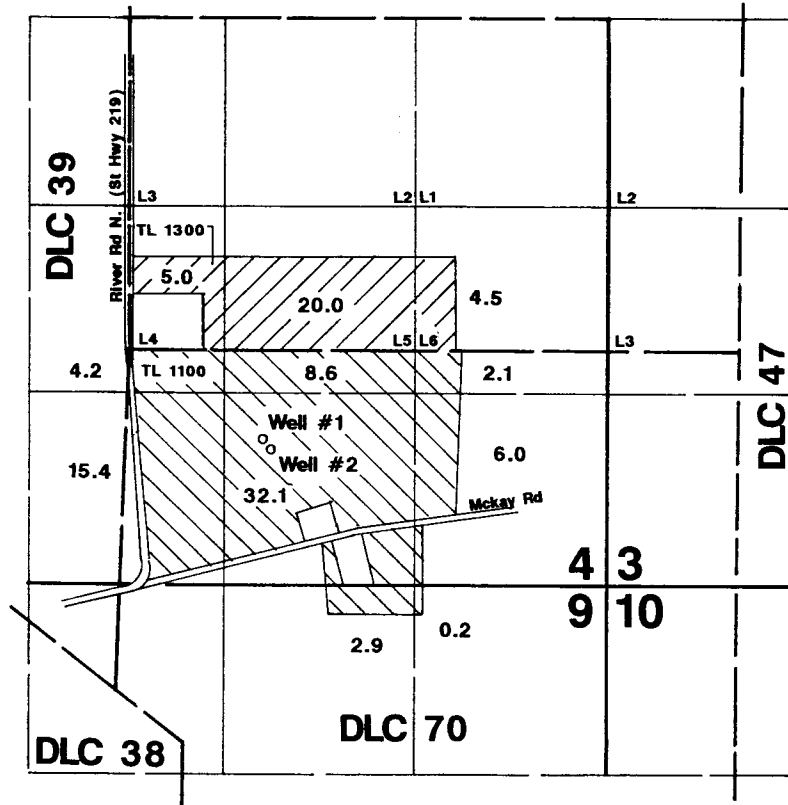 DLC 39
River Rd N. (St Hwy 219)
L3
L2 L1
L2
TL 1300
5.0
20.0
4.5
L4
L5 L6
L3
4.2
TL 1100
8.6
2.1
DLC 47
Well #1
Well #2
15.4
6.0
32.1
Mckay Rd
4 3
9 10
0.2
2.9
DLC 70
DLC 38